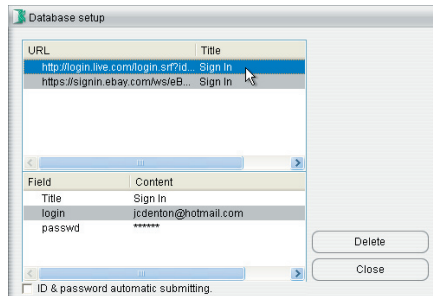 Database setup
URL Title
http://login.live.com/login.srf?id... Sign In
https://signin.ebay.com/ws/eB... Sign In
Field Content
Title Sign In
login jcdenton@hotmail.com
passwd ******
Delete
Close
ID & password automatic submitting.